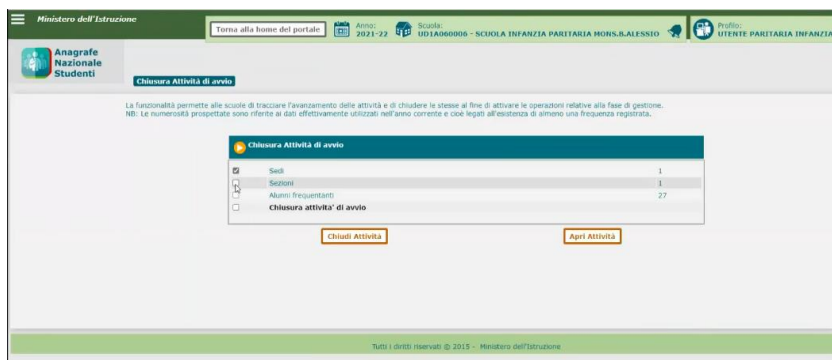 Ministero dell'Istruzione
Torna alla home del portale
Anno:
2021-22
Scuola:
UD1A060006 - SCUOLA INFANZIA PARITARIA MONS.B.ALESSIO
Profilo:
UTENTE PARITARIA INFANZIA
Anagrafe
Nazionale
Studenti
Chiusura Attività di avvio
La funzionalità permette alle scuole di tracciare l'avanzamento delle attività e di chiudere le stesse al fine di attivare le operazioni relative alla fase di gestione.
NB: Le numerosità prospettate sono riferite ai dati effettivamente utilizzati nell'anno corrente e cioè legati all'esistenza di almeno una frequenza registrata.
Chiusura Attività di avvio
Sedi 1
Sezioni 1
Alunni frequentanti 27
Chiusura attivita' di avvio
Chiudi Attività Apri Attività
Tutti i diritti riservati @ 2015 - Ministero dell'Istruzione